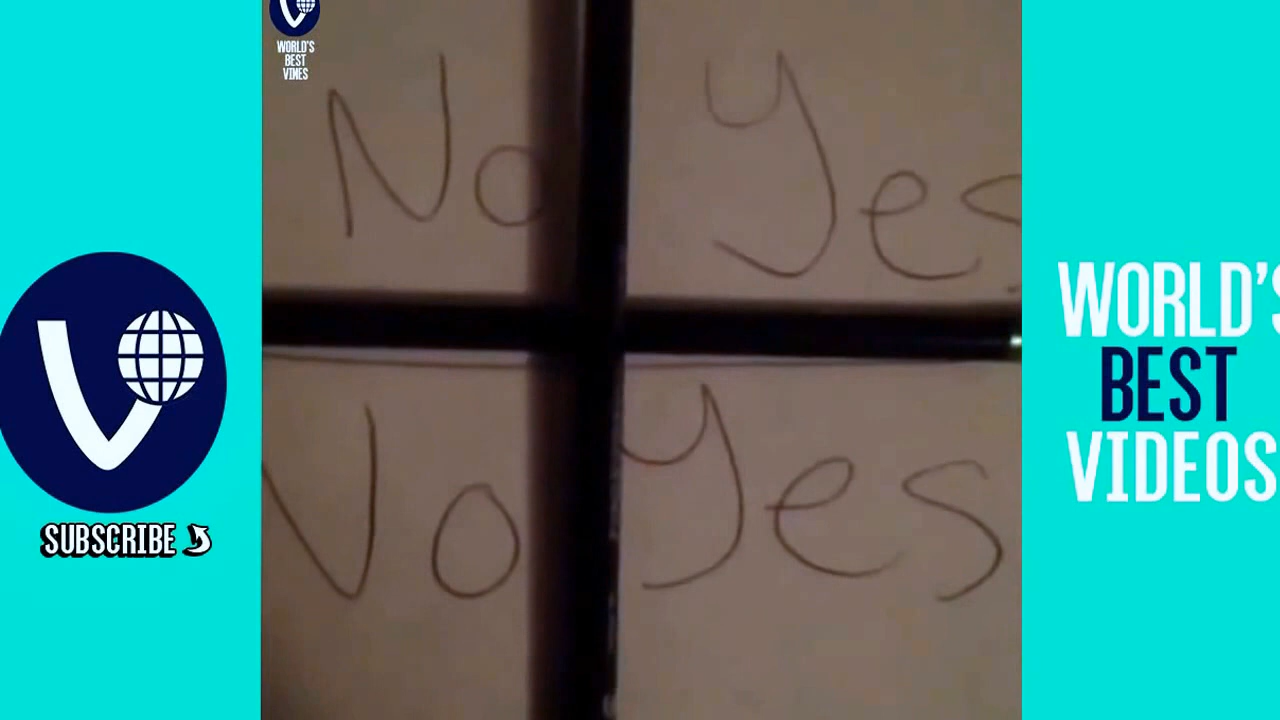 WORLD'S
BEST
VINES
No Yes
No Yes
SUBSCRIBE
WORLD'S
BEST
VIDEOS